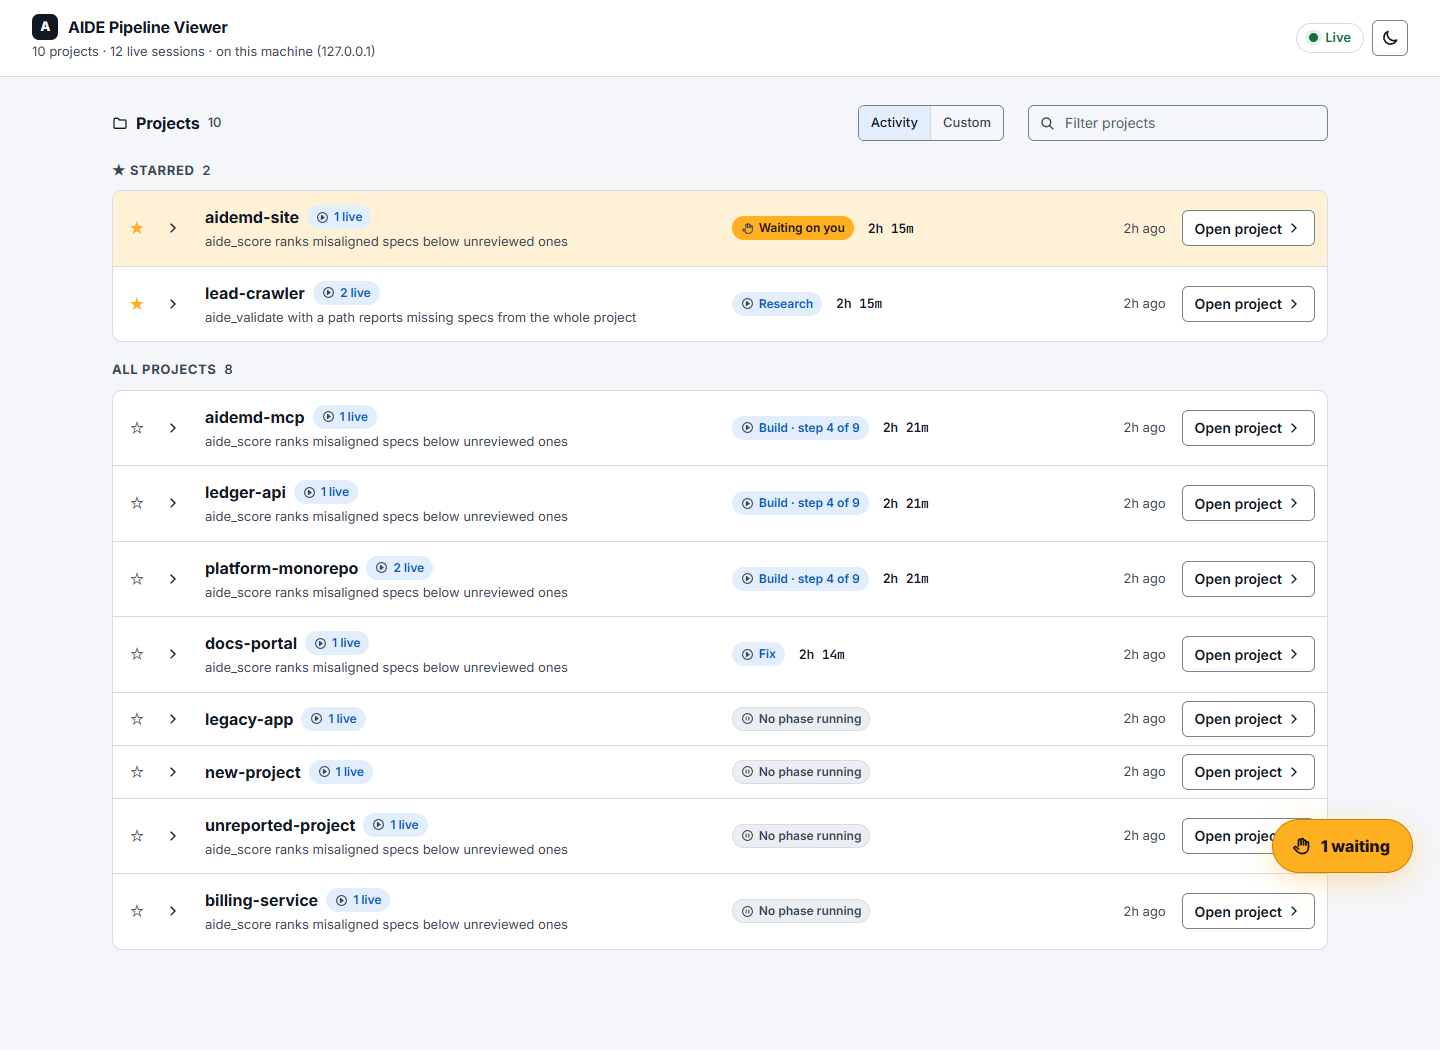 A AIDE Pipeline Viewer
10 projects · 12 live sessions · on this machine (127.0.0.1)
Live
Projects 10
Activity Custom
Filter projects
★ STARRED 2
aidemd-site 1 live
aide_score ranks misaligned specs below unreviewed ones
Waiting on you 2h 15m
2h ago Open project
lead-crawler 2 live
aide_validate with a path reports missing specs from the whole project
Research 2h 15m
2h ago Open project
ALL PROJECTS 8
aidemd-mcp 1 live
aide_score ranks misaligned specs below unreviewed ones
Build · step 4 of 9 2h 21m
2h ago Open project
ledger-api 1 live
aide_score ranks misaligned specs below unreviewed ones
Build · step 4 of 9 2h 21m
2h ago Open project
platform-monorepo 2 live
aide_score ranks misaligned specs below unreviewed ones
Build · step 4 of 9 2h 21m
2h ago Open project
docs-portal 1 live
aide_score ranks misaligned specs below unreviewed ones
Fix 2h 14m
2h ago Open project
legacy-app 1 live
No phase running
2h ago Open project
new-project 1 live
No phase running
2h ago Open project
unreported-project 1 live
aide_score ranks misaligned specs below unreviewed ones
No phase running
2h ago Open projec
1 waiting
billing-service 1 live
aide_score ranks misaligned specs below unreviewed ones
No phase running
2h ago Open project